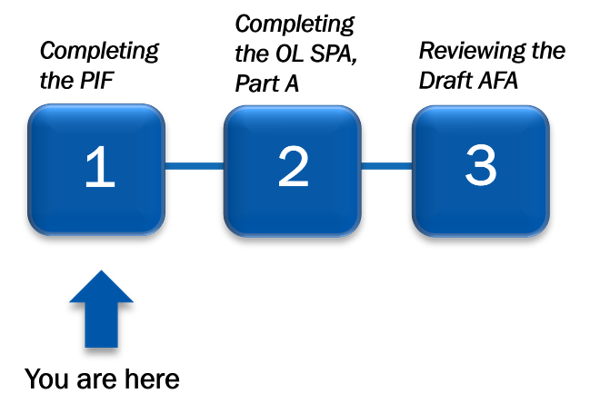 Completing
the PIF
Completing
the OL SPA,
Part A
Reviewing the
Draft AFA
1
2
3
You are here